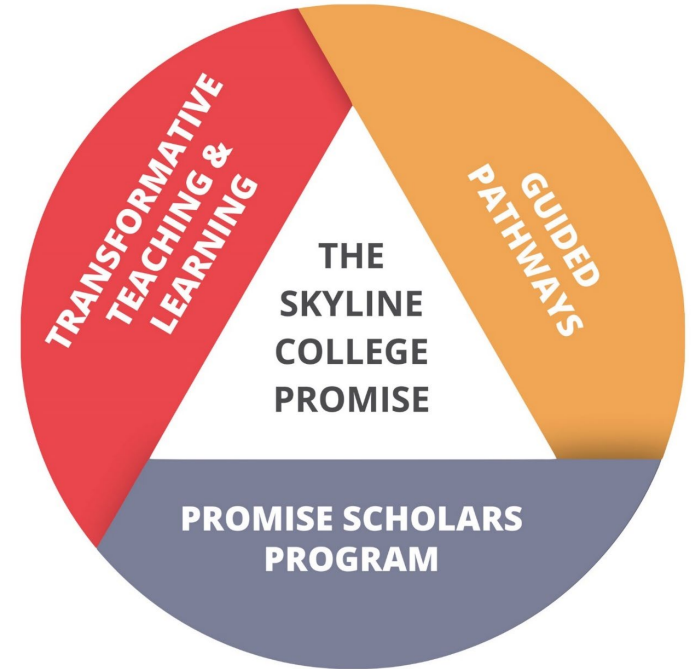 TRANSFORMATIVE
TEACHING &
LEARNING
GUIDED
PATHWAYS
THE
SKYLINE
COLLEGE
PROMISE
PROMISE SCHOLARS
PROGRAM